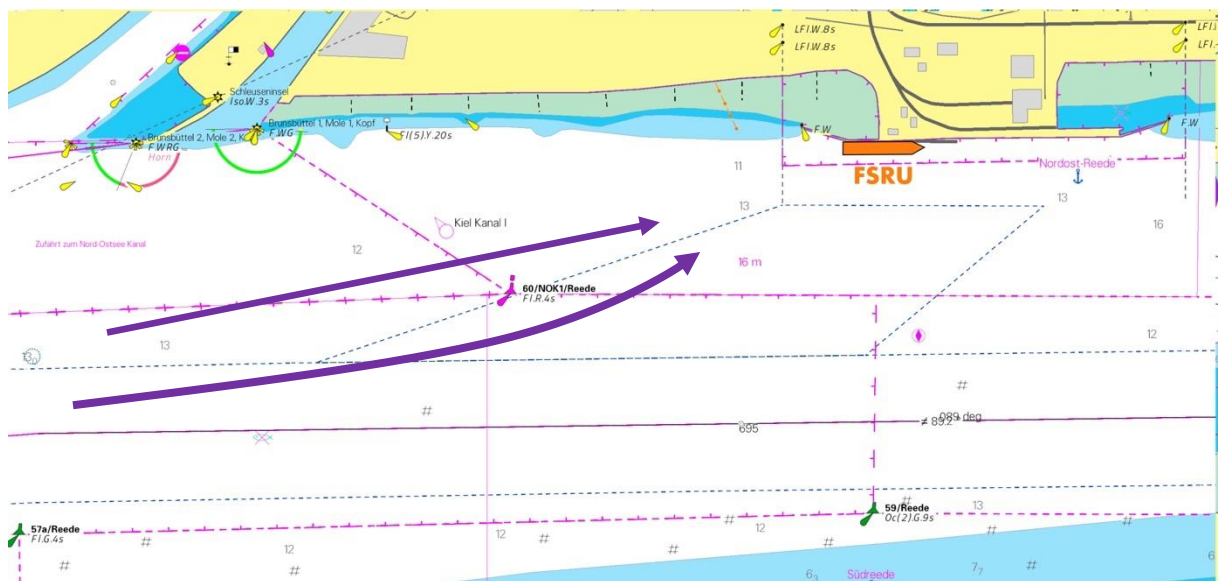 LFl.W.8s
LFl.W.8s
Schleuseninsel
Iso.W.3s
Brunsbüttel 2, Mole 2, K
F.WRG
Horn
Brunsbüttel 1, Mole 1, Kopf
F.WG
Fl(5).Y.20s
F.W
F.W
FSRU
Nordost-Reede
11
13
13
16
Kiel Kanal I
Zufahrt zum Nord-Ostsee Kanal
12
16 m
60/NOK1/Reede
Fl.R.4s
13
13₀
12
#
#
089 deg
≠ 89.2°
695
57a/Reede
Fl.G.4s
59/Reede
Oc(2).G.9s
#
13
#
12
12
12
#
#
#
#
#
#
#
#
6₃
Südreede
7₇